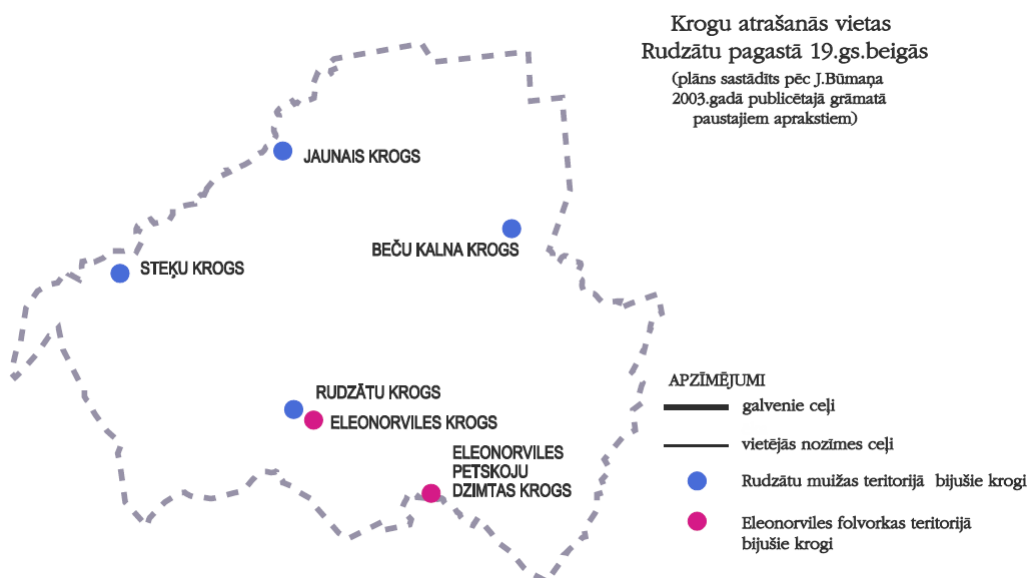 Krogu atrašanās vietas
Rudzātu pagastā 19.gs.beigās
(plāns sastādīts pēc J.Būmaņa
2003.gadā publicētajā grāmatā
paustajiem aprakstiem)
JAUNAIS KROGS
BEČU KALNA KROGS
STEĶU KROGS
RUDZĀTU KROGS
ELEONORVILES KROGS
ELEONORVILES
PETSKOJU
DZIMTAS KROGS
APZĪMĒJUMI
galvenie ceļi
vietējās nozīmes ceļi
Rudzātu muižas teritorijā bijušie krogi
Eleonorviles folvorkas teritorijā
bijušie krogi